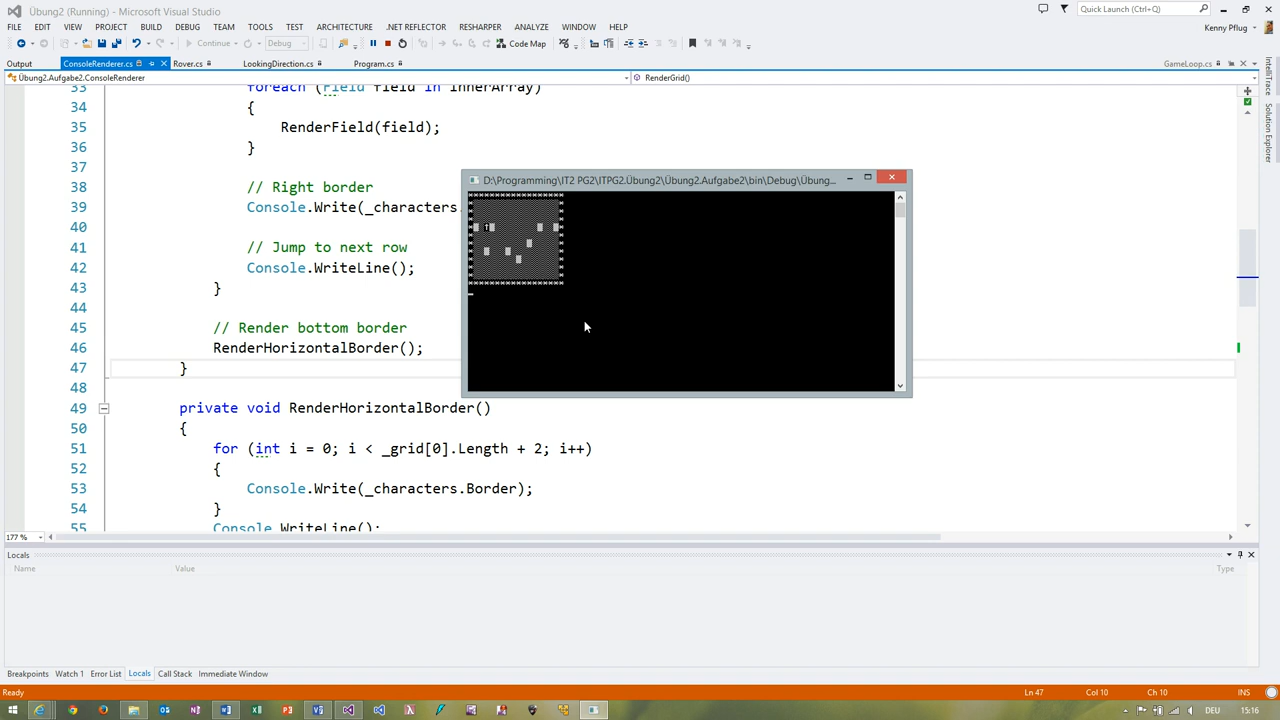 Übung2 (Running) - Microsoft Visual Studio
Quick Launch (Ctrl+Q)
FILE EDIT VIEW PROJECT BUILD DEBUG TEAM TOOLS TEST ARCHITECTURE .NET REFLECTOR RESHARPER ANALYZE WINDOW HELP
Kenny Pflug
Continue Debug Code Map
Output ConsoleRenderer.cs Rover.cs LookingDirection.cs Program.cs GameLoop.cs
Übung2.Aufgabe2.ConsoleRenderer RenderGrid()
33 foreach (Field field in innerArray)
34 {
35 RenderField(field);
36 }
37
38 // Right border
39 Console.Write(_characters.
40
41 // Jump to next row
42 Console.WriteLine();
43 }
44
45 // Render bottom border
46 RenderHorizontalBorder();
47 }
48
49 private void RenderHorizontalBorder()
50 {
51 for (int i = 0; i < _grid[0].Length + 2; i++)
52 {
53 Console.Write(_characters.Border);
54 }
55 Console.WriteLine();
D:\Programming\IT2 PG2\ITPG2.Übung2\Übung2.Aufgabe2\bin\Debug\Übung...
IntelliTrace
Solution Explorer
177 %
Locals
Name Value Type
Breakpoints Watch 1 Error List Locals Call Stack Immediate Window
Ready Ln 47 Col 10 Ch 10 INS
DEU 15:16